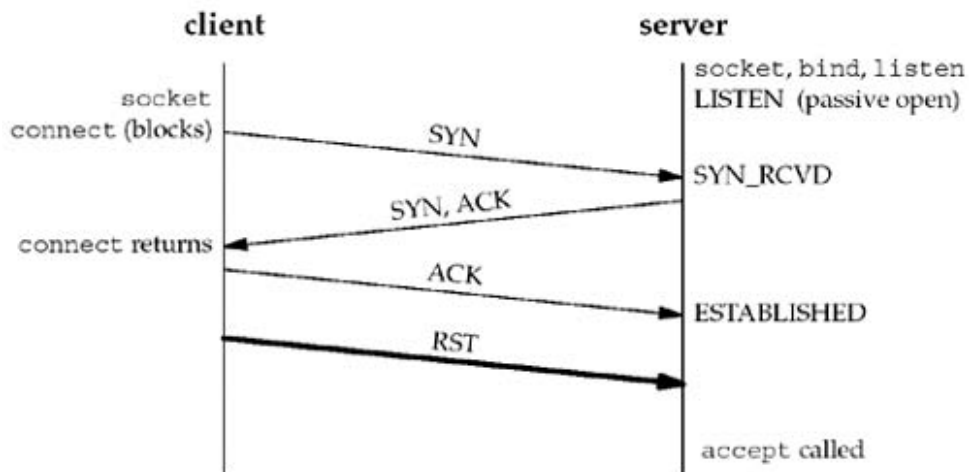 client
server
socket, bind, listen
LISTEN (passive open)
socket
connect (blocks)
SYN
SYN_RCVD
SYN, ACK
connect returns
ACK
ESTABLISHED
RST
accept called